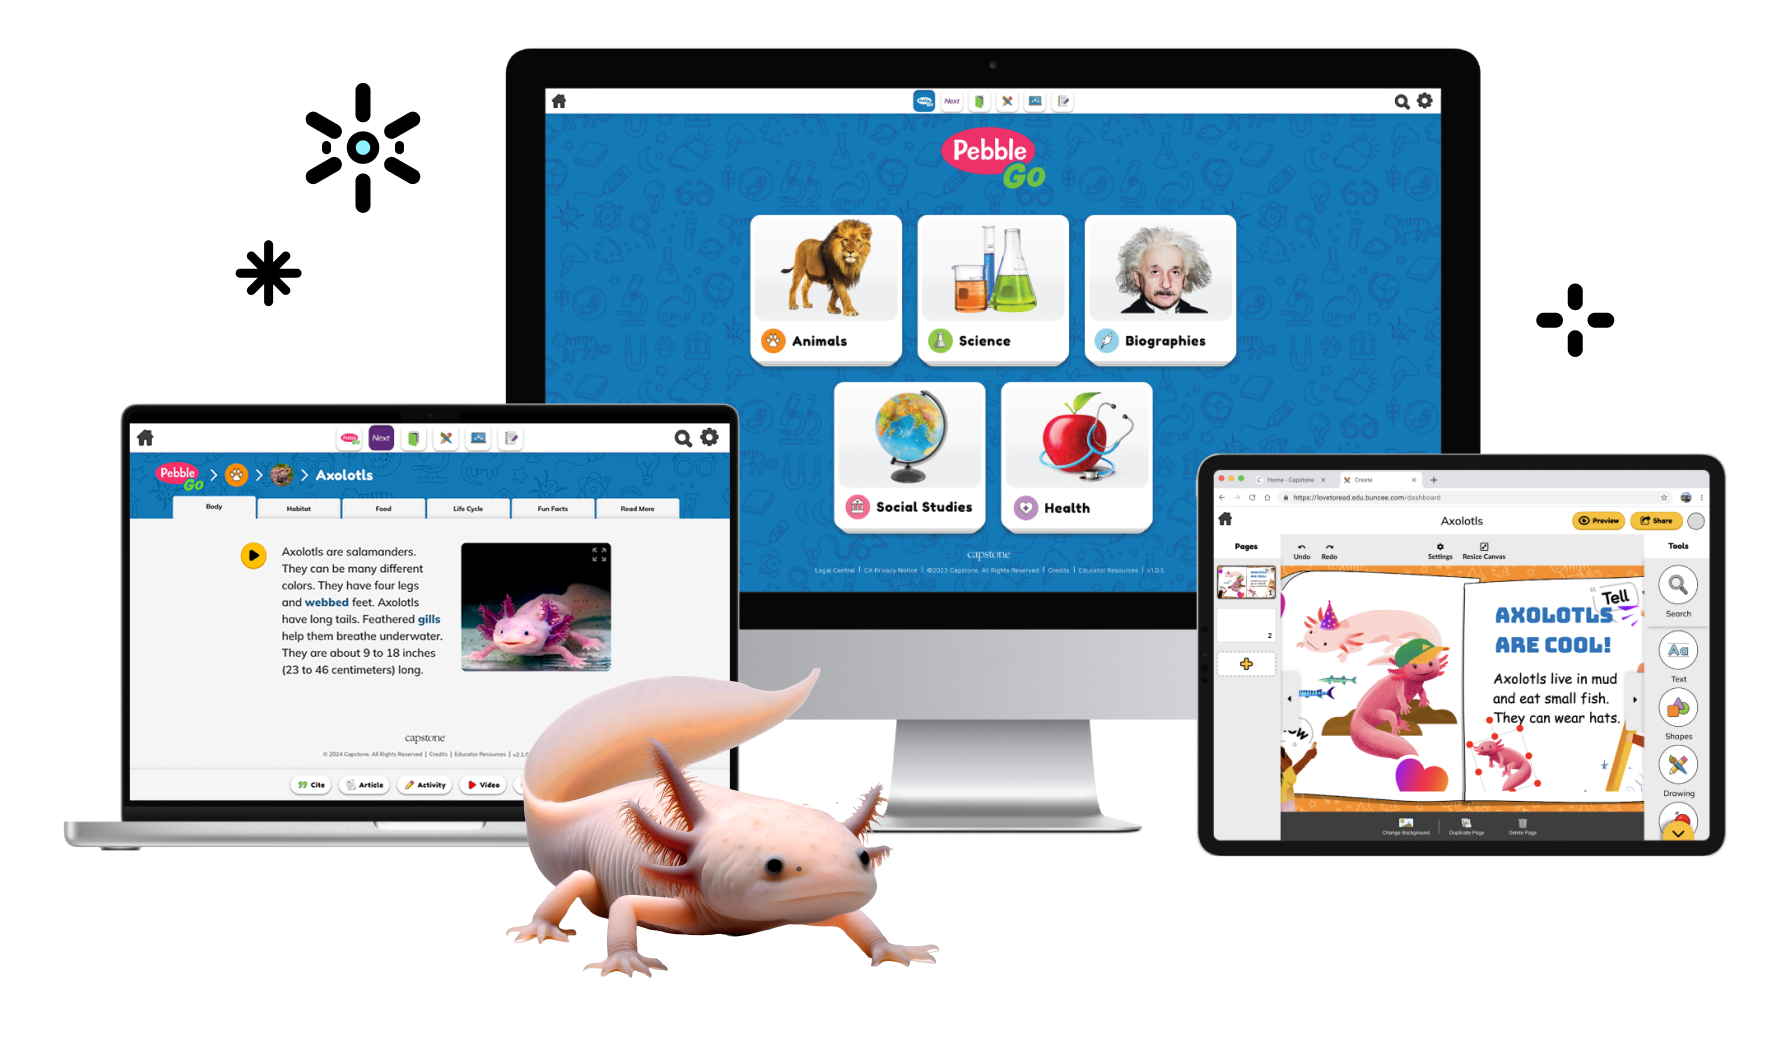 Next
Pebble
Go
Animals
Science
Biographies
Social Studies
Health
capstone
Legal Central | CA Privacy Notice | ©2023 Capstone. All Rights Reserved | Credits | Educator Resources | v1.0.5
Pebble Go
Next
Pebble
Go
Axolotls
Body
Habitat
Food
Life Cycle
Fun Facts
Read More
Axolotls are salamanders.
They can be many different
colors. They have four legs
and webbed feet. Axolotls
have long tails. Feathered gills
help them breathe underwater.
They are about 9 to 18 inches
(23 to 46 centimeters) long.
capstone
© 2024 Capstone. All Rights Reserved | Credits | Educator Resources | v2.1.0
Cite
Article
Activity
Video
Home - Capstone
Create
https://lovetoread.edu.buncee.com/dashboard
Axolotls
Preview
Share
Pages
Undo
Redo
Settings
Resize Canvas
Tools
1
2
Tell
AXOLOTLS
ARE COOL!
Axolotls live in mud
and eat small fish.
They can wear hats.
Search
Text
Aa
Shapes
Drawing
Change Background
Duplicate Page
Delete Page